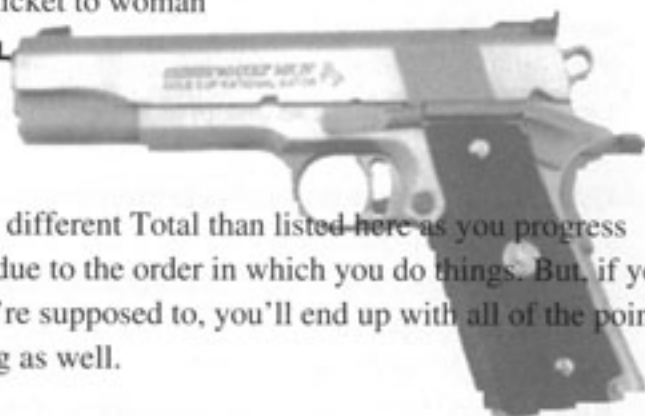 icket to woman
different Total than listed here as you progress
due to the order in which you do things. But, if yo
're supposed to, you'll end up with all of the poin
g as well.